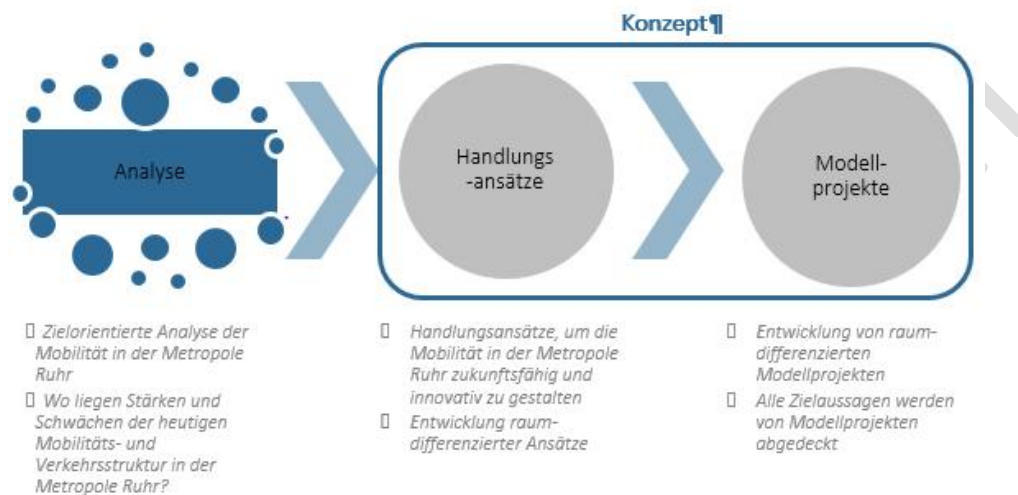 Konzept¶
Analyse
Handlungs
-ansätze
Modell-
projekte
▯ Zielorientierte Analyse der
Mobilität in der Metropole
Ruhr
▯ Wo liegen Stärken und
Schwächen der heutigen
Mobilitäts- und
Verkehrsstruktur in der
Metropole Ruhr?
▯ Handlungsansätze, um die
Mobilität in der Metropole
Ruhr zukunftsfähig und
innovativ zu gestalten
▯ Entwicklung raum-
differenzierter Ansätze
▯ Entwicklung von raum-
differenzierten
Modellprojekten
▯ Alle Zielaussagen werden
von Modellprojekten
abgedeckt